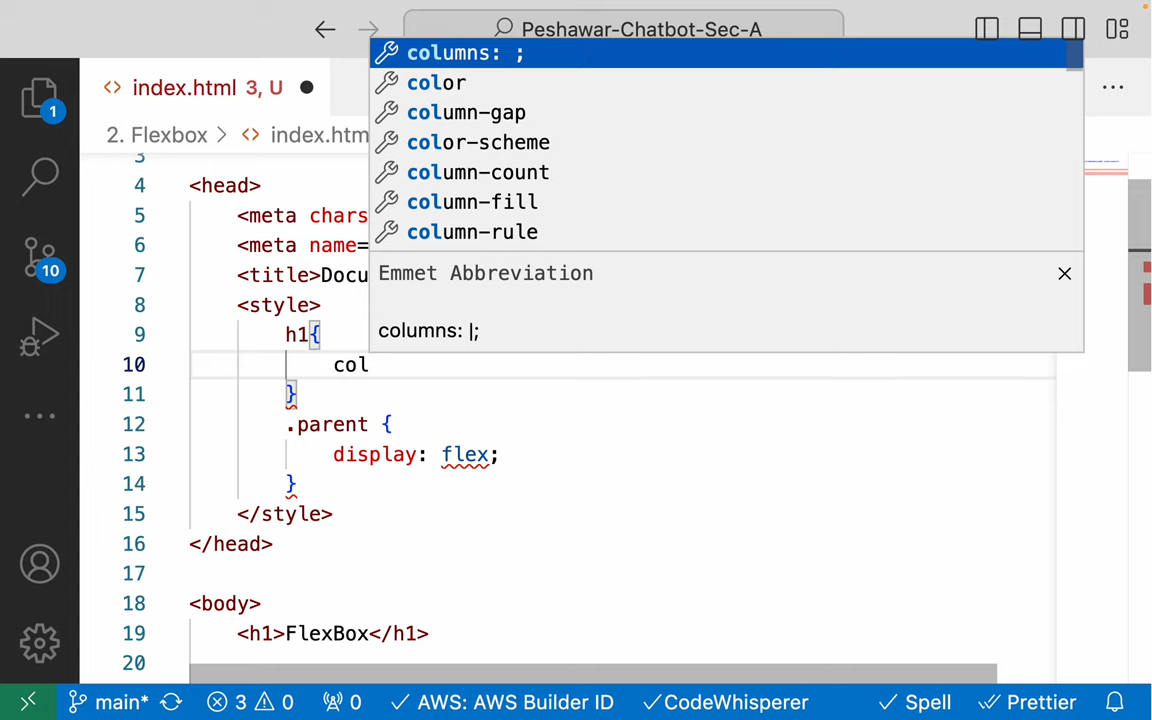 Peshawar-Chatbot-Sec-A
index.html 3, U
1
2. Flexbox > <> index.htm
columns: ;
color
column-gap
color-scheme
column-count
column-fill
column-rule
Emmet Abbreviation
columns: |;
3
4 <head>
5 <meta chars
6 <meta name=
7 <title>Docu
8 <style>
9 h1{
10 col
11 }
12 .parent {
13 display: flex;
14 }
15 </style>
16 </head>
17
18 <body>
19 <h1>FlexBox</h1>
20
10
main* 3 0 0 AWS: AWS Builder ID CodeWhisperer Spell Prettier